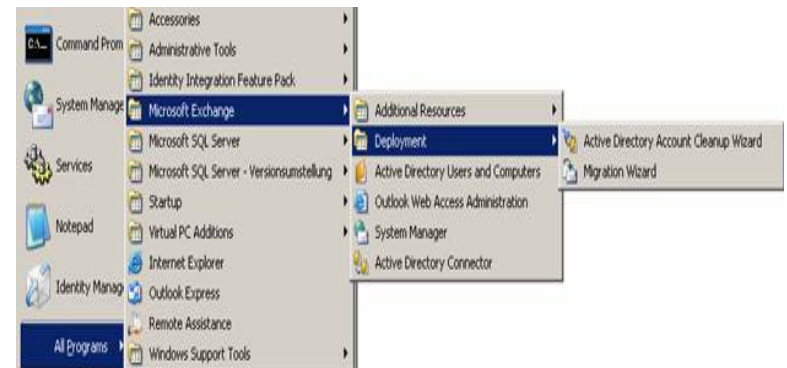 Command Prom
System Manage
Services
Notepad
Identity Manag
All Programs
Accessories
Administrative Tools
Identity Integration Feature Pack
Microsoft Exchange
Microsoft SQL Server
Microsoft SQL Server - Versionsumstellung
Startup
Virtual PC Additions
Internet Explorer
Outlook Express
Remote Assistance
Windows Support Tools
Additional Resources
Deployment
Active Directory Users and Computers
Outlook Web Access Administration
System Manager
Active Directory Connector
Active Directory Account Cleanup Wizard
Migration Wizard